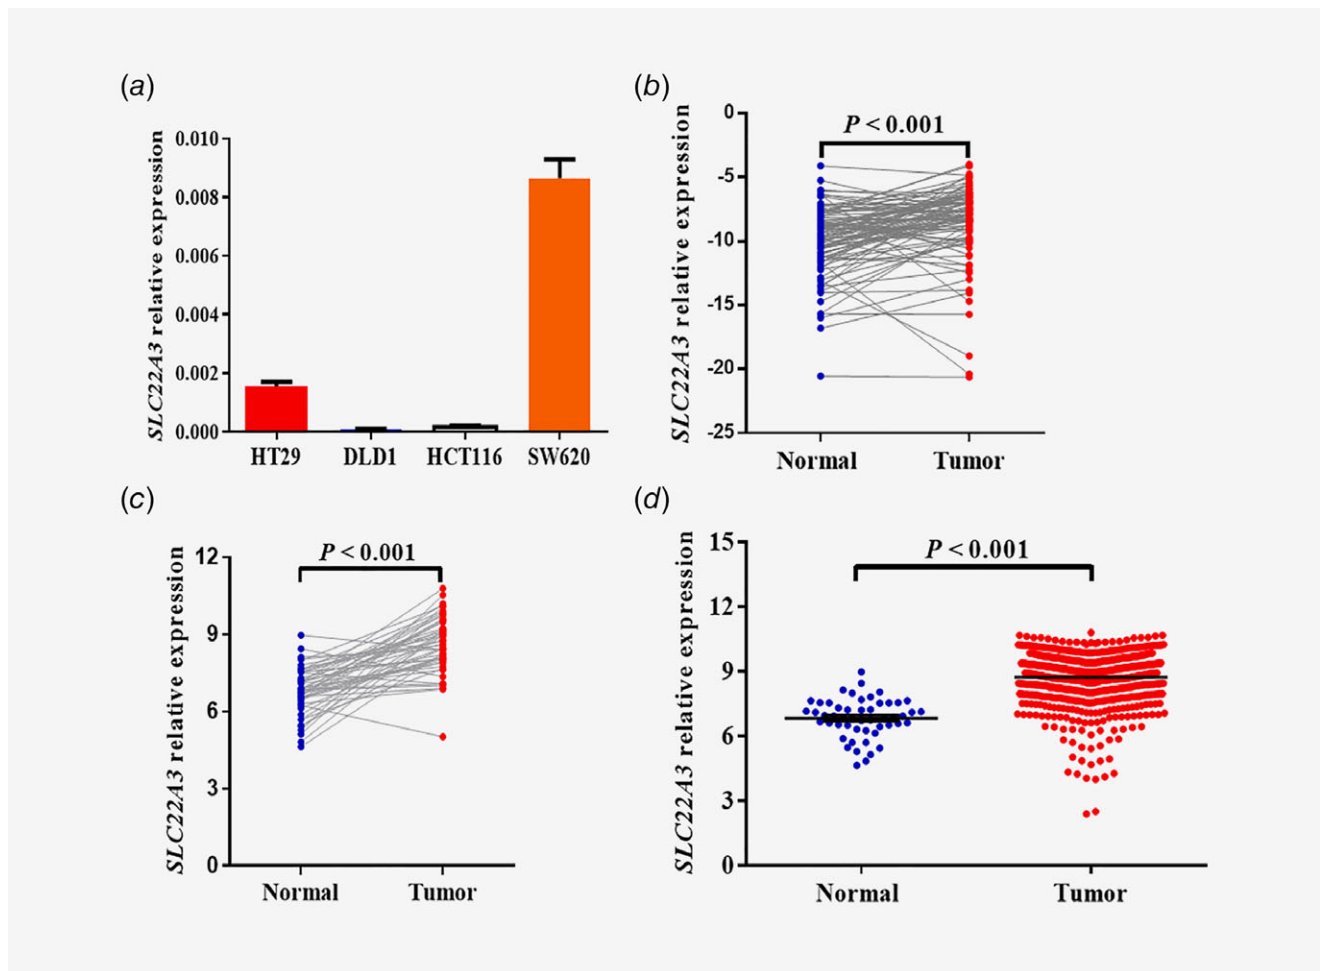 (a)
SLC22A3 relative expression
0.010
0.008
0.006
0.004
0.002
0.000
HT29 DLD1 HCT116 SW620
(b)
SLC22A3 relative expression
0
-5
-10
-15
-20
-25
P < 0.001
Normal Tumor
(c)
SLC22A3 relative expression
12
9
6
3
0
P < 0.001
Normal Tumor
(d)
SLC22A3 relative expression
15
12
9
6
3
0
P < 0.001
Normal Tumor